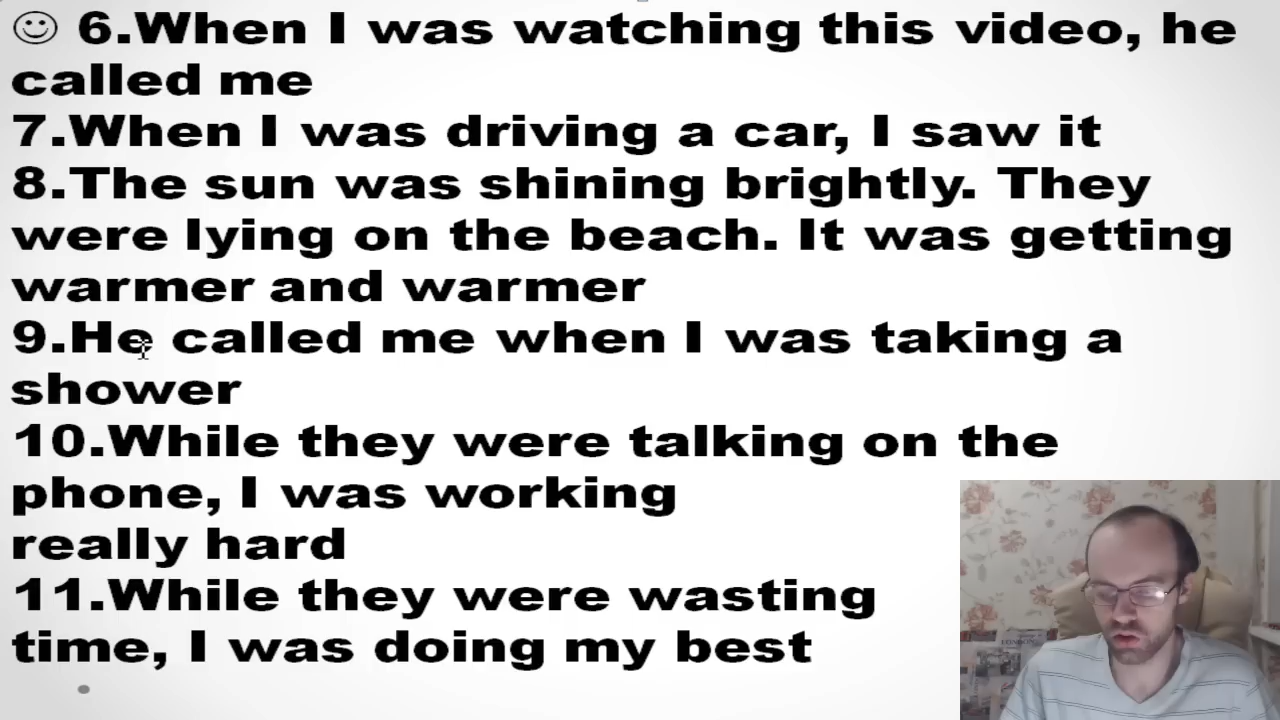 ☺ 6.When I was watching this video, he
called me
7.When I was driving a car, I saw it
8.The sun was shining brightly. They
were lying on the beach. It was getting
warmer and warmer
9.He called me when I was taking a
shower
10.While they were talking on the
phone, I was working
really hard
11.While they were wasting
time, I was doing my best